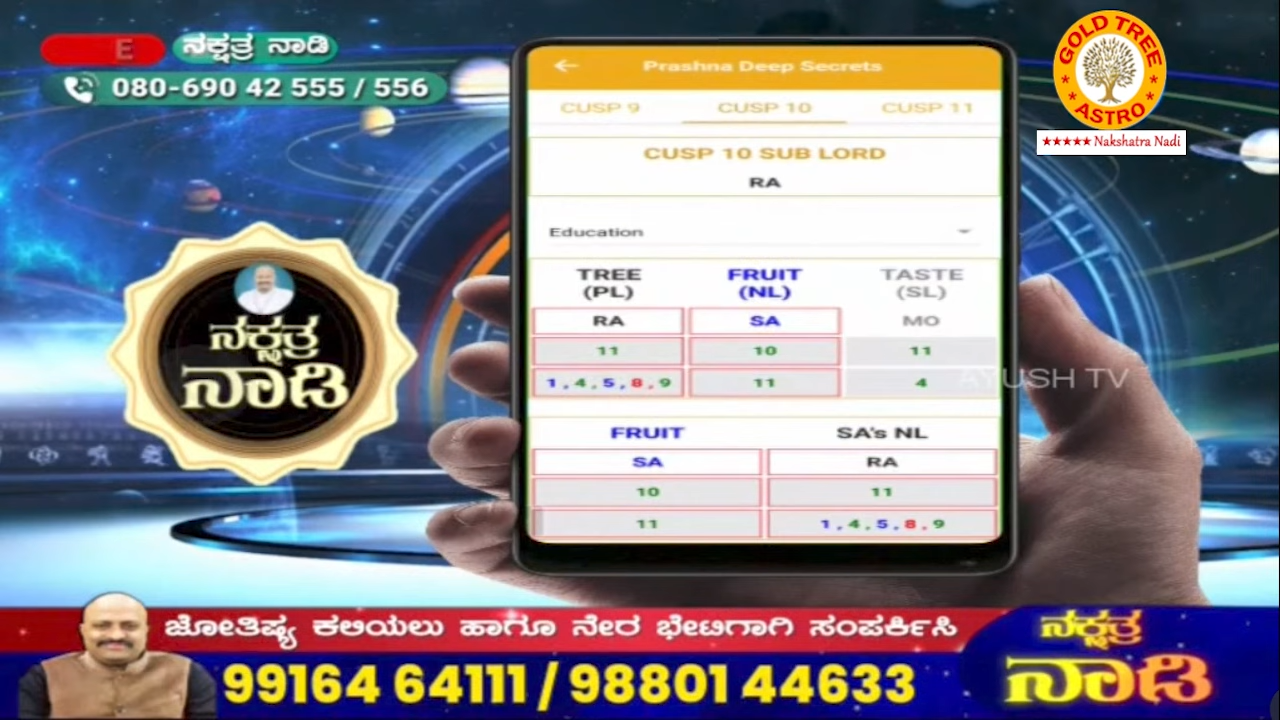 E
ನಕ್ಷತ್ರ ನಾಡಿ
080-690 42 555 / 556
GOLD TREE
ASTRO
★★★★★ Nakshatra Nadi
Prashna Deep Secrets
CUSP 9 CUSP 10 CUSP 11
CUSP 10 SUB LORD
RA
Education
TREE (PL) FRUIT (NL) TASTE (SL)
RA SA MO
11 10 11
1,4,5,8,9 11 4
AYUSH TV
FRUIT SA's NL
SA RA
10 11
11 1,4,5,8,9
ನಕ್ಷತ್ರ
ನಾಡಿ
ಜೋತಿಷ್ಯ ಕಲಿಯಲು ಹಾಗೂ ನೇರ ಭೇಟಿಗಾಗಿ ಸಂಪರ್ಕಿಸಿ
99164 64111 / 98801 44633
ನಕ್ಷತ್ರ
ನಾಡಿ